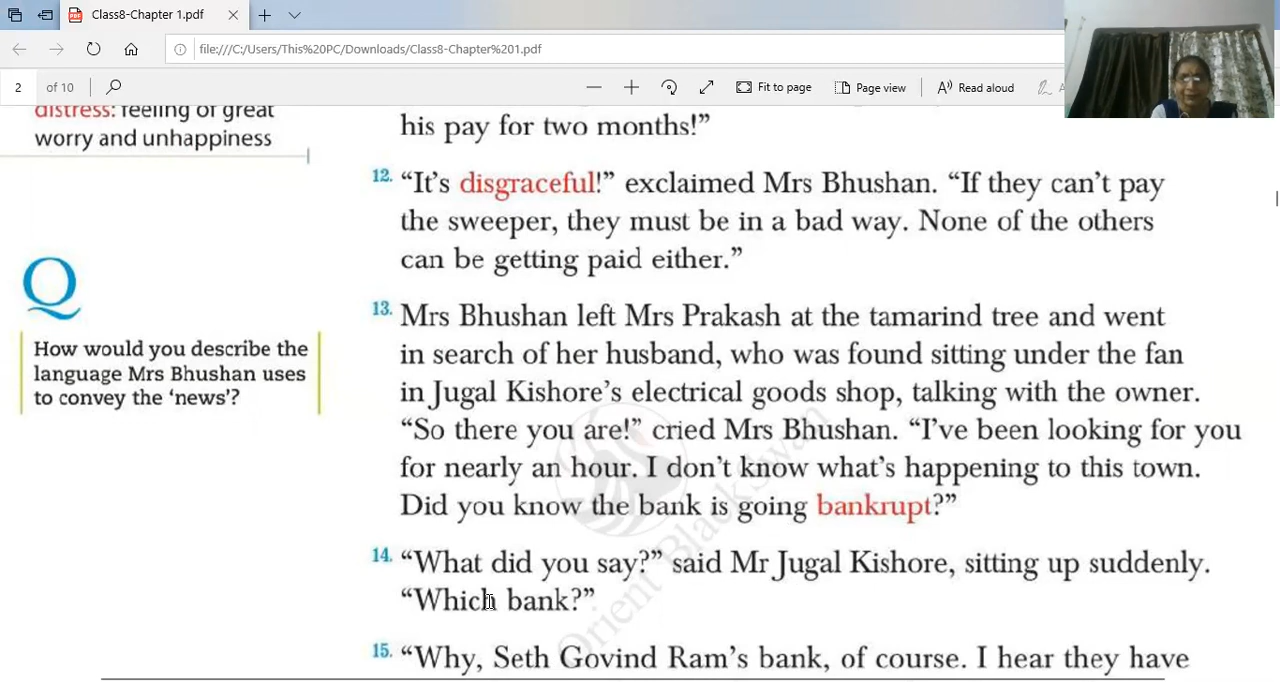 Class8-Chapter 1.pdf
file:///C:/Users/This%20PC/Downloads/Class8-Chapter%201.pdf
2 of 10
Fit to page
Page view
Read aloud
distress: feeling of great
worry and unhappiness
his pay for two months!”
12. “It’s disgraceful!” exclaimed Mrs Bhushan. “If they can’t pay
the sweeper, they must be in a bad way. None of the others
can be getting paid either.”
Q
How would you describe the
language Mrs Bhushan uses
to convey the ‘news’?
13. Mrs Bhushan left Mrs Prakash at the tamarind tree and went
in search of her husband, who was found sitting under the fan
in Jugal Kishore’s electrical goods shop, talking with the owner.
“So there you are!” cried Mrs Bhushan. “I’ve been looking for you
for nearly an hour. I don’t know what’s happening to this town.
Did you know the bank is going bankrupt?”
14. “What did you say?” said Mr Jugal Kishore, sitting up suddenly.
“Which bank?”
15. “Why, Seth Govind Ram’s bank, of course. I hear they have
Orient BlackSwan